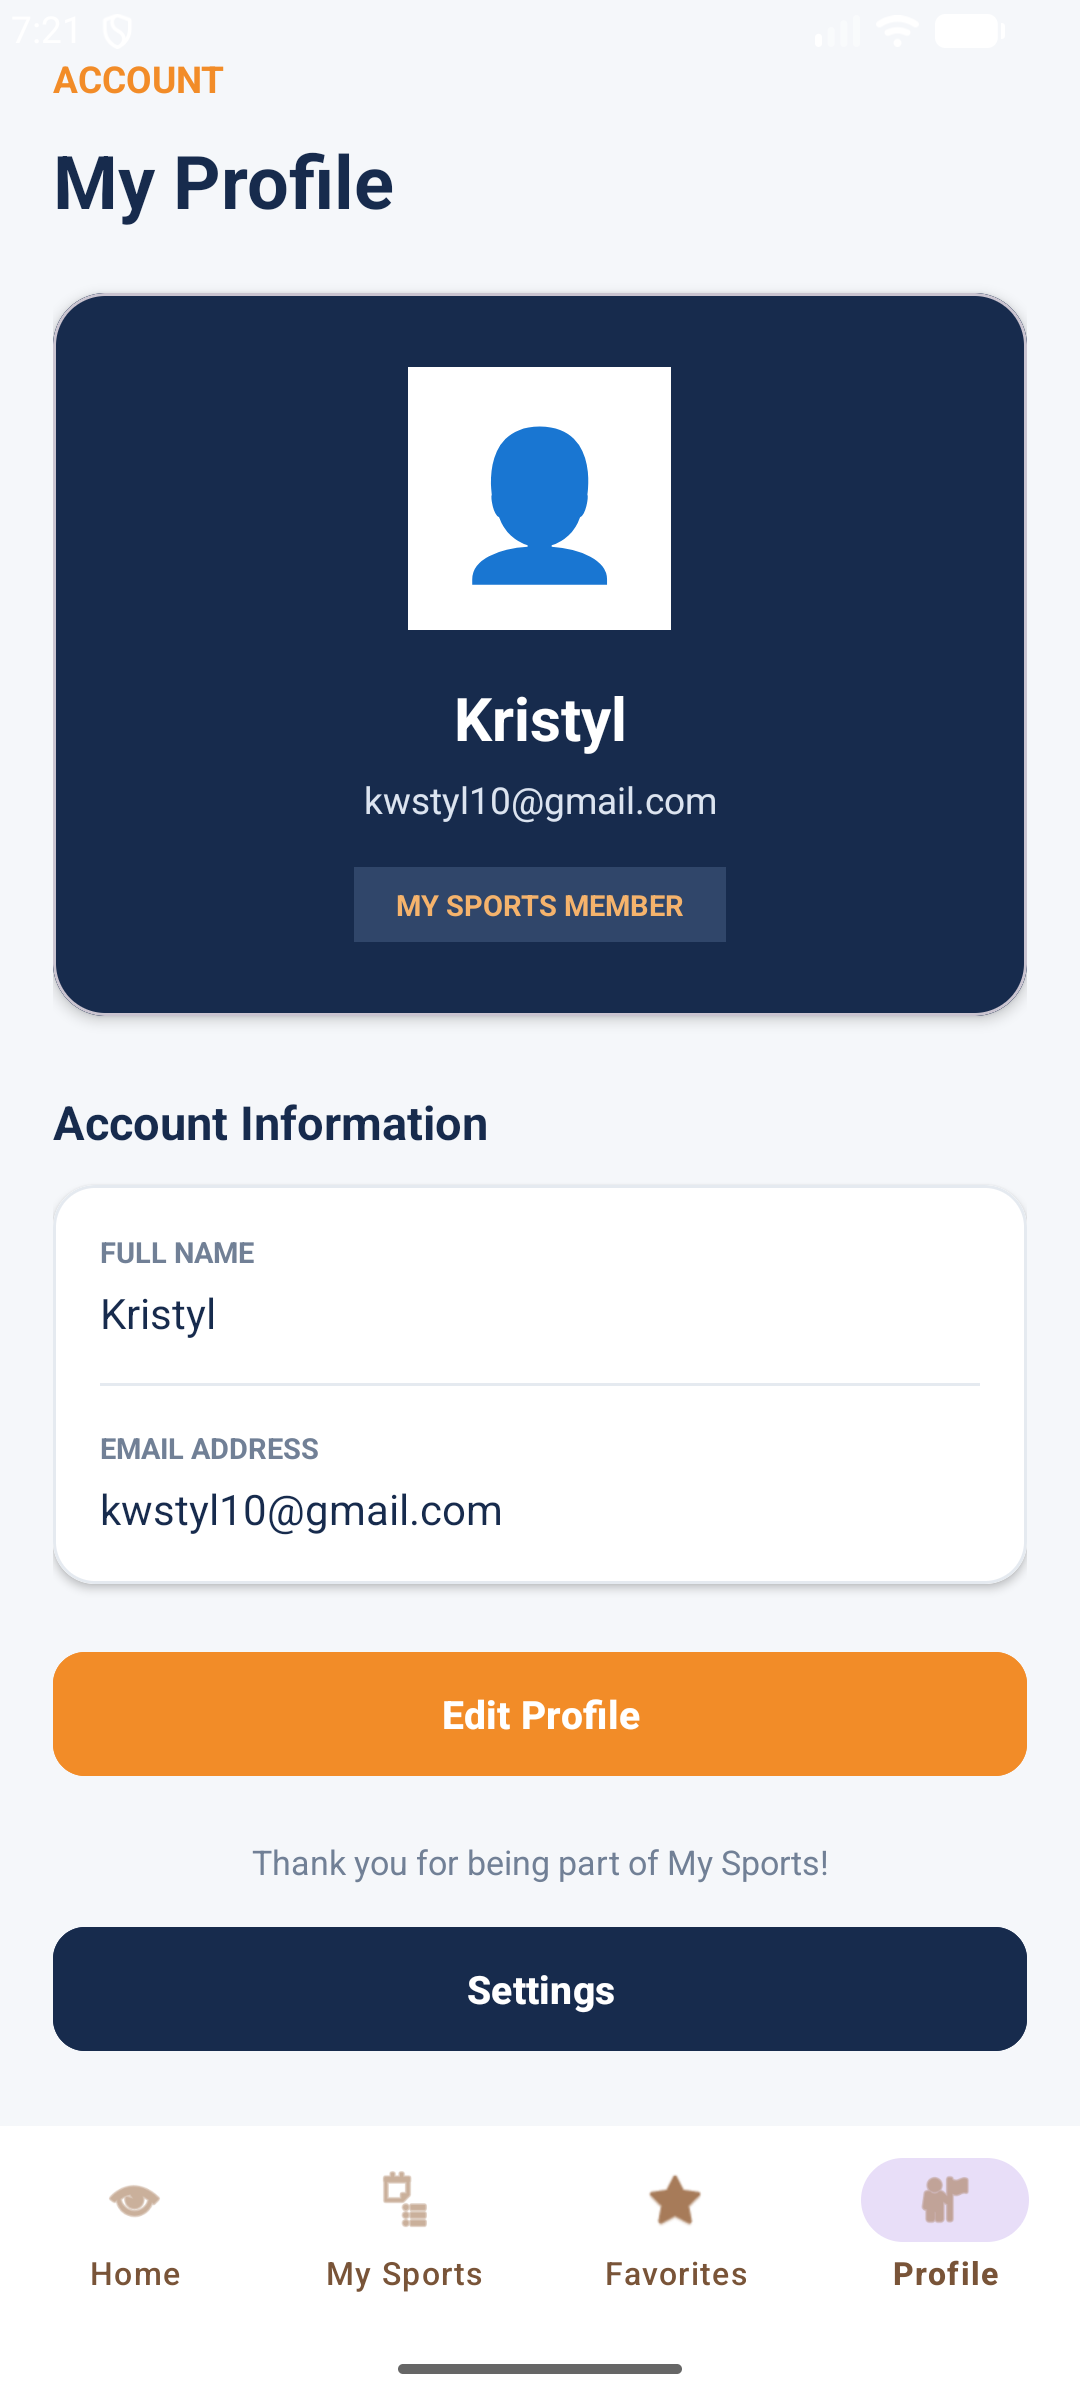 7:21
ACCOUNT
My Profile
Kristyl
kwstyl10@gmail.com
MY SPORTS MEMBER
Account Information
FULL NAME
Kristyl
EMAIL ADDRESS
kwstyl10@gmail.com
Edit Profile
Thank you for being part of My Sports!
Settings
Home
My Sports
Favorites
Profile